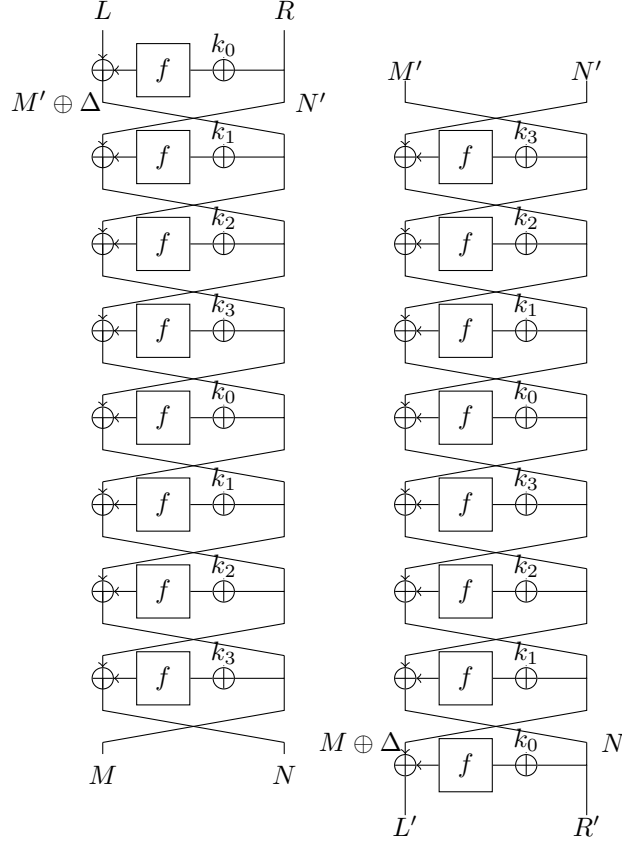 L R
k₀
f
M' ⊕ Δ N'
k₁
f
k₂
f
k₃
f
k₀
f
k₁
f
k₂
f
k₃
f
M N
M' N'
k₃
f
k₂
f
k₁
f
k₀
f
k₃
f
k₂
f
k₁
f
M ⊕ Δ N
k₀
f
L' R'